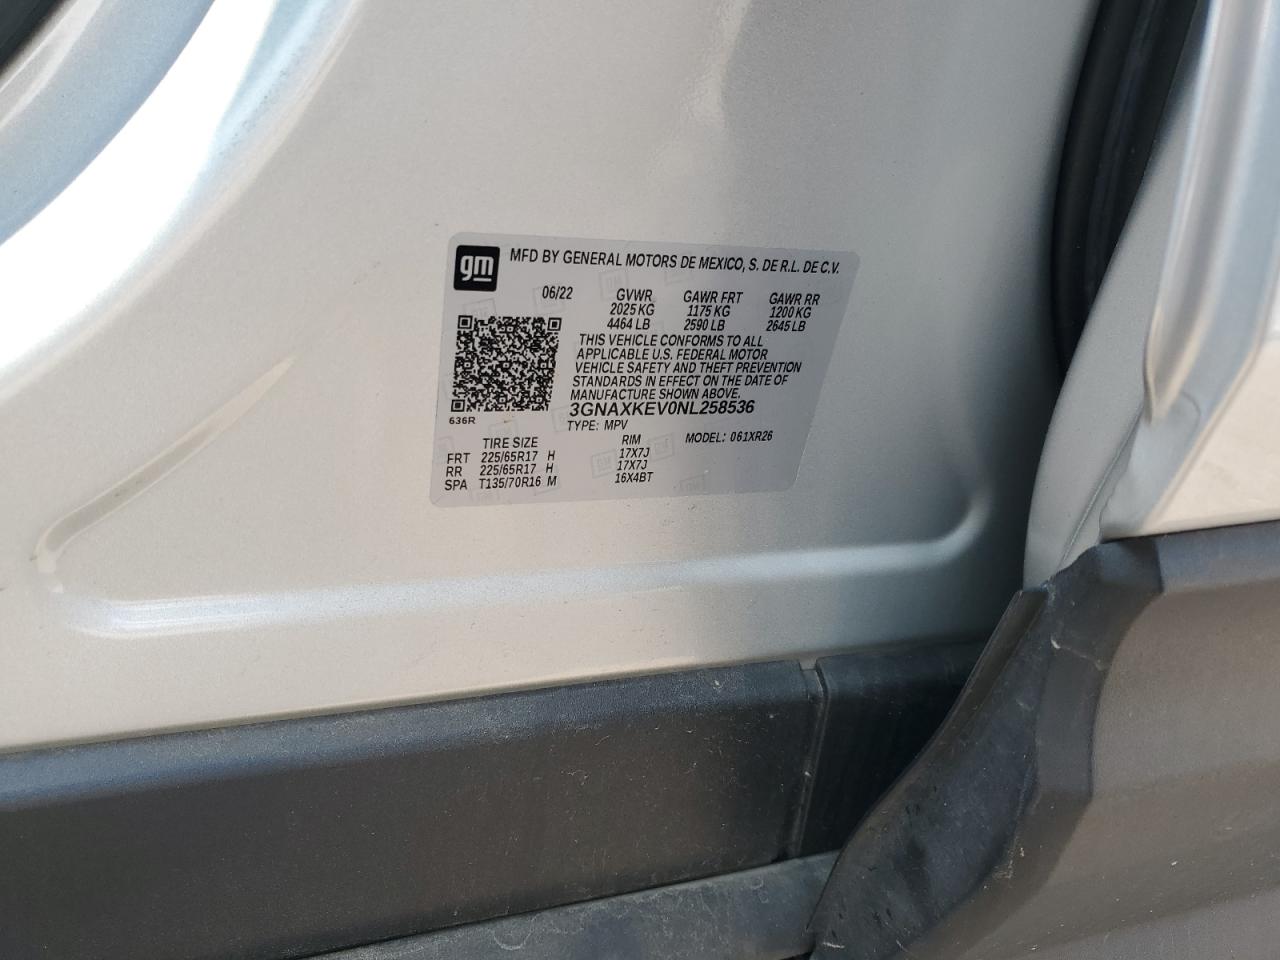 gm
MFD BY GENERAL MOTORS DE MEXICO, S. DE R.L. DE C.V.
06/22 GVWR GAWR FRT GAWR RR
2025 KG 1175 KG 1200 KG
4464 LB 2590 LB 2645 LB
THIS VEHICLE CONFORMS TO ALL
APPLICABLE U.S. FEDERAL MOTOR
VEHICLE SAFETY AND THEFT PREVENTION
STANDARDS IN EFFECT ON THE DATE OF
MANUFACTURE SHOWN ABOVE.
3GNAXKEV0NL258536
636R
TYPE: MPV
TIRE SIZE RIM MODEL: 061XR26
FRT 225/65R17 H 17X7J
RR 225/65R17 H 17X7J
SPA T135/70R16 M 16X4BT